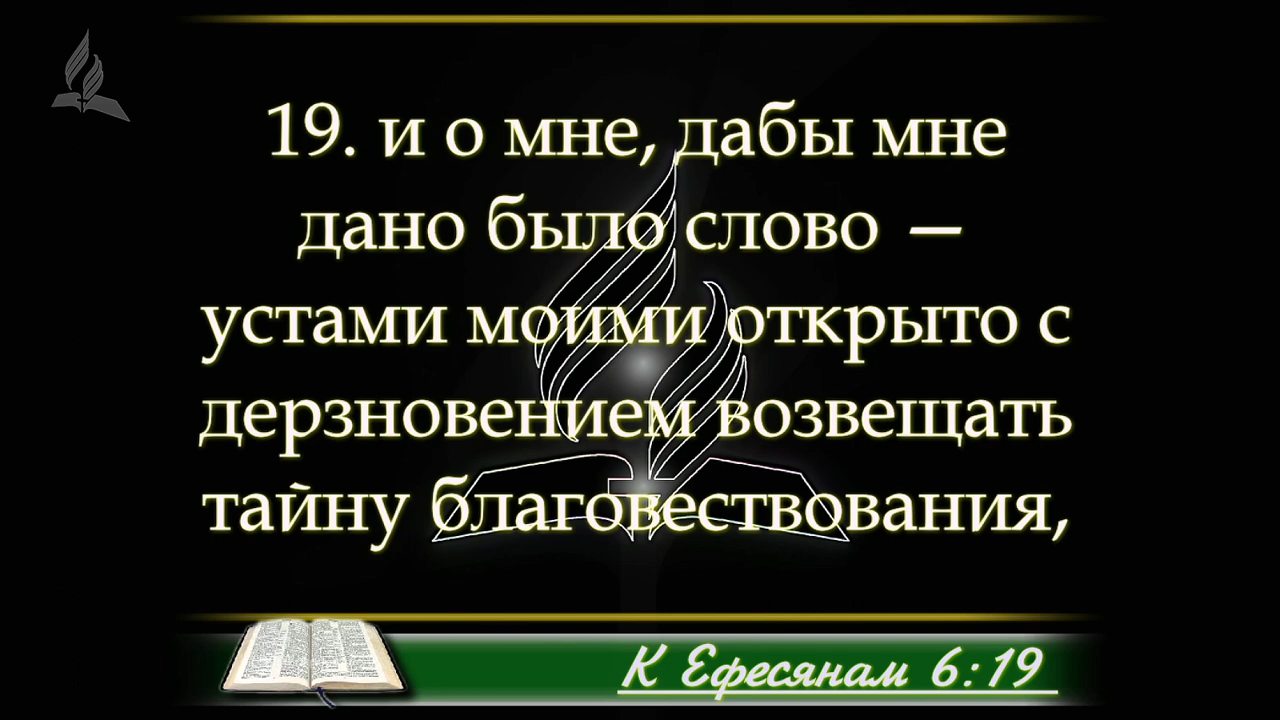 19. и о мне, дабы мне
дано было слово —
устами моими открыто с
дерзновением возвещать
тайну благовествования,
К Ефесянам 6:19